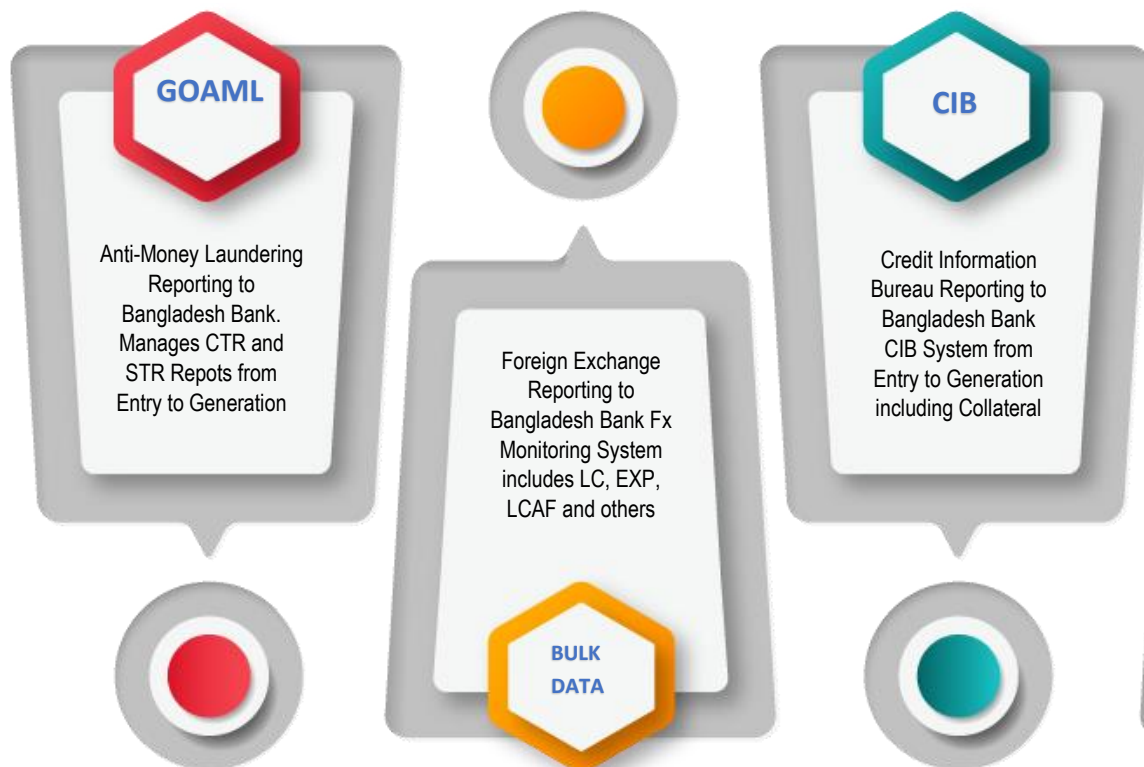 GOAML
Anti-Money Laundering
Reporting to
Bangladesh Bank.
Manages CTR and
STR Repots from
Entry to Generation
Foreign Exchange
Reporting to
Bangladesh Bank Fx
Monitoring System
includes LC, EXP,
LCAF and others
BULK
DATA
CIB
Credit Information
Bureau Reporting to
Bangladesh Bank
CIB System from
Entry to Generation
including Collateral